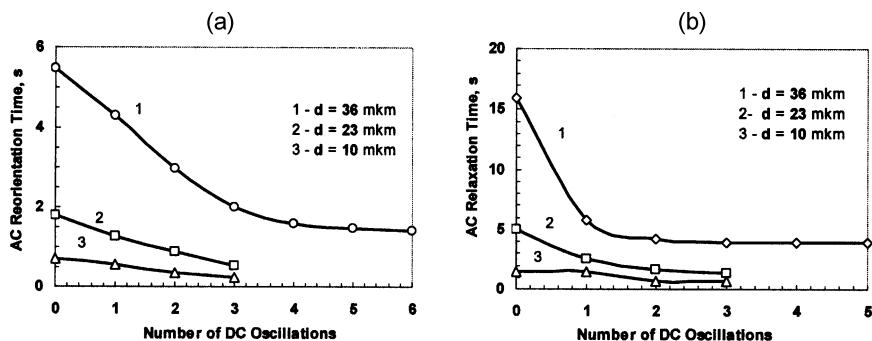 (a)
AC Reorientation Time, s
6
4
2
0
1
2
3
1 - d = 36 mkm
2 - d = 23 mkm
3 - d = 10 mkm
0 1 2 3 4 5 6
Number of DC Oscillations
(b)
AC Relaxation Time, s
20
15
10
5
0
1
2
3
1 - d = 36 mkm
2- d = 23 mkm
3 - d = 10 mkm
0 1 2 3 4 5
Number of DC Oscillations